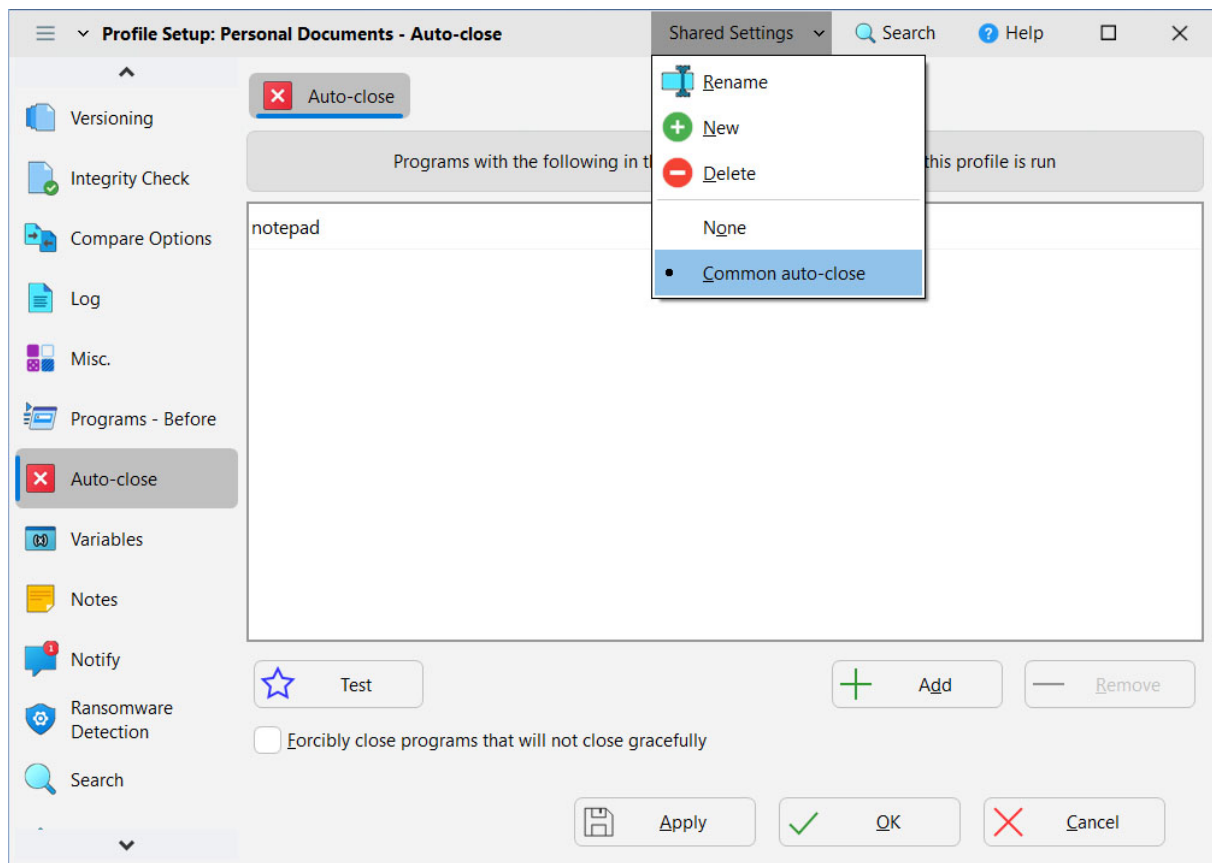 Profile Setup: Personal Documents - Auto-close
Shared Settings
Search
Help
Rename
New
Delete
None
Common auto-close
Versioning
Integrity Check
Compare Options
Log
Misc.
Programs - Before
Auto-close
Variables
Notes
1
Notify
Ransomware
Detection
Search
Auto-close
Programs with the following in
this profile is run
notepad
Test
Add
Remove
Forcibly close programs that will not close gracefully
Apply
OK
Cancel